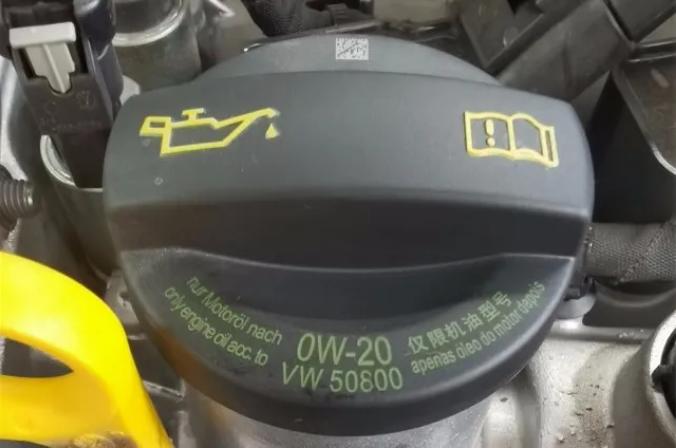 nur Motoröl nach
only engine oil acc. to
0W-20
VW 50800
仅限机油型号
apenas óleo do motor depois